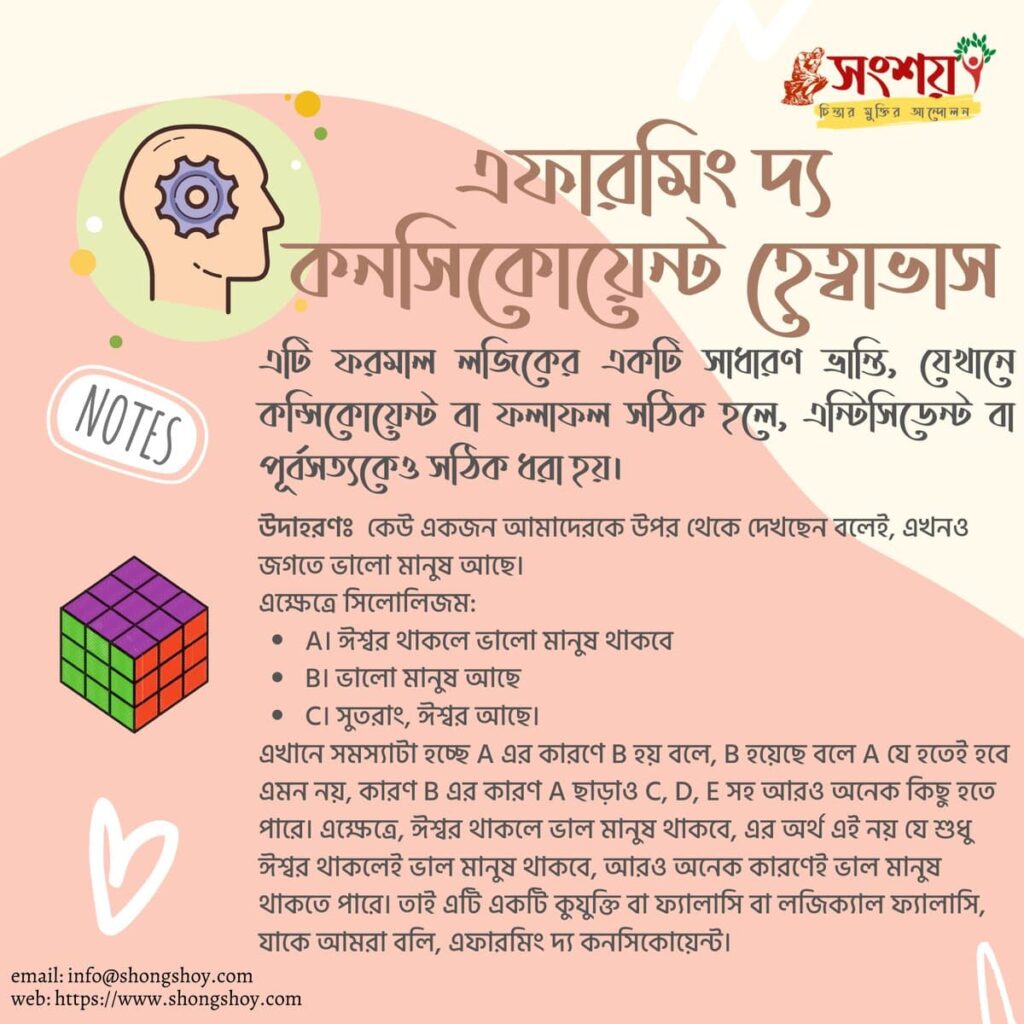 সংশয়
চিন্তার মুক্তির আন্দোলন
এফারমিং দ্য
কনসিকোয়েন্ট হেত্বাভাস
এটি ফরমাল লজিকের একটি সাধারণ ভ্রান্তি, যেখানে
কন্সিকোয়েন্ট বা ফলাফল সঠিক হলে, এন্টিসিডেন্ট বা
পূর্বসত্যকেও সঠিক ধরা হয়।
NOTES
উদাহরণঃ কেউ একজন আমাদেরকে উপর থেকে দেখছেন বলেই, এখনও
জগতে ভালো মানুষ আছে।
এক্ষেত্রে সিলোলিজম:
• A। ঈশ্বর থাকলে ভালো মানুষ থাকবে
• B। ভালো মানুষ আছে
• C। সুতরাং, ঈশ্বর আছে।
এখানে সমস্যাটা হচ্ছে A এর কারণে B হয় বলে, B হয়েছে বলে A যে হতেই হবে
এমন নয়, কারণ B এর কারণ A ছাড়াও C, D, E সহ আরও অনেক কিছু হতে
পারে। এক্ষেত্রে, ঈশ্বর থাকলে ভাল মানুষ থাকবে, এর অর্থ এই নয় যে শুধু
ঈশ্বর থাকলেই ভাল মানুষ থাকবে, আরও অনেক কারণেই ভাল মানুষ
থাকতে পারে। তাই এটি একটি কুযুক্তি বা ফ্যালাসি বা লজিক্যাল ফ্যালাসি,
যাকে আমরা বলি, এফারমিং দ্য কনসিকোয়েন্ট।
email: info@shongshoy.com
web: https://www.shongshoy.com